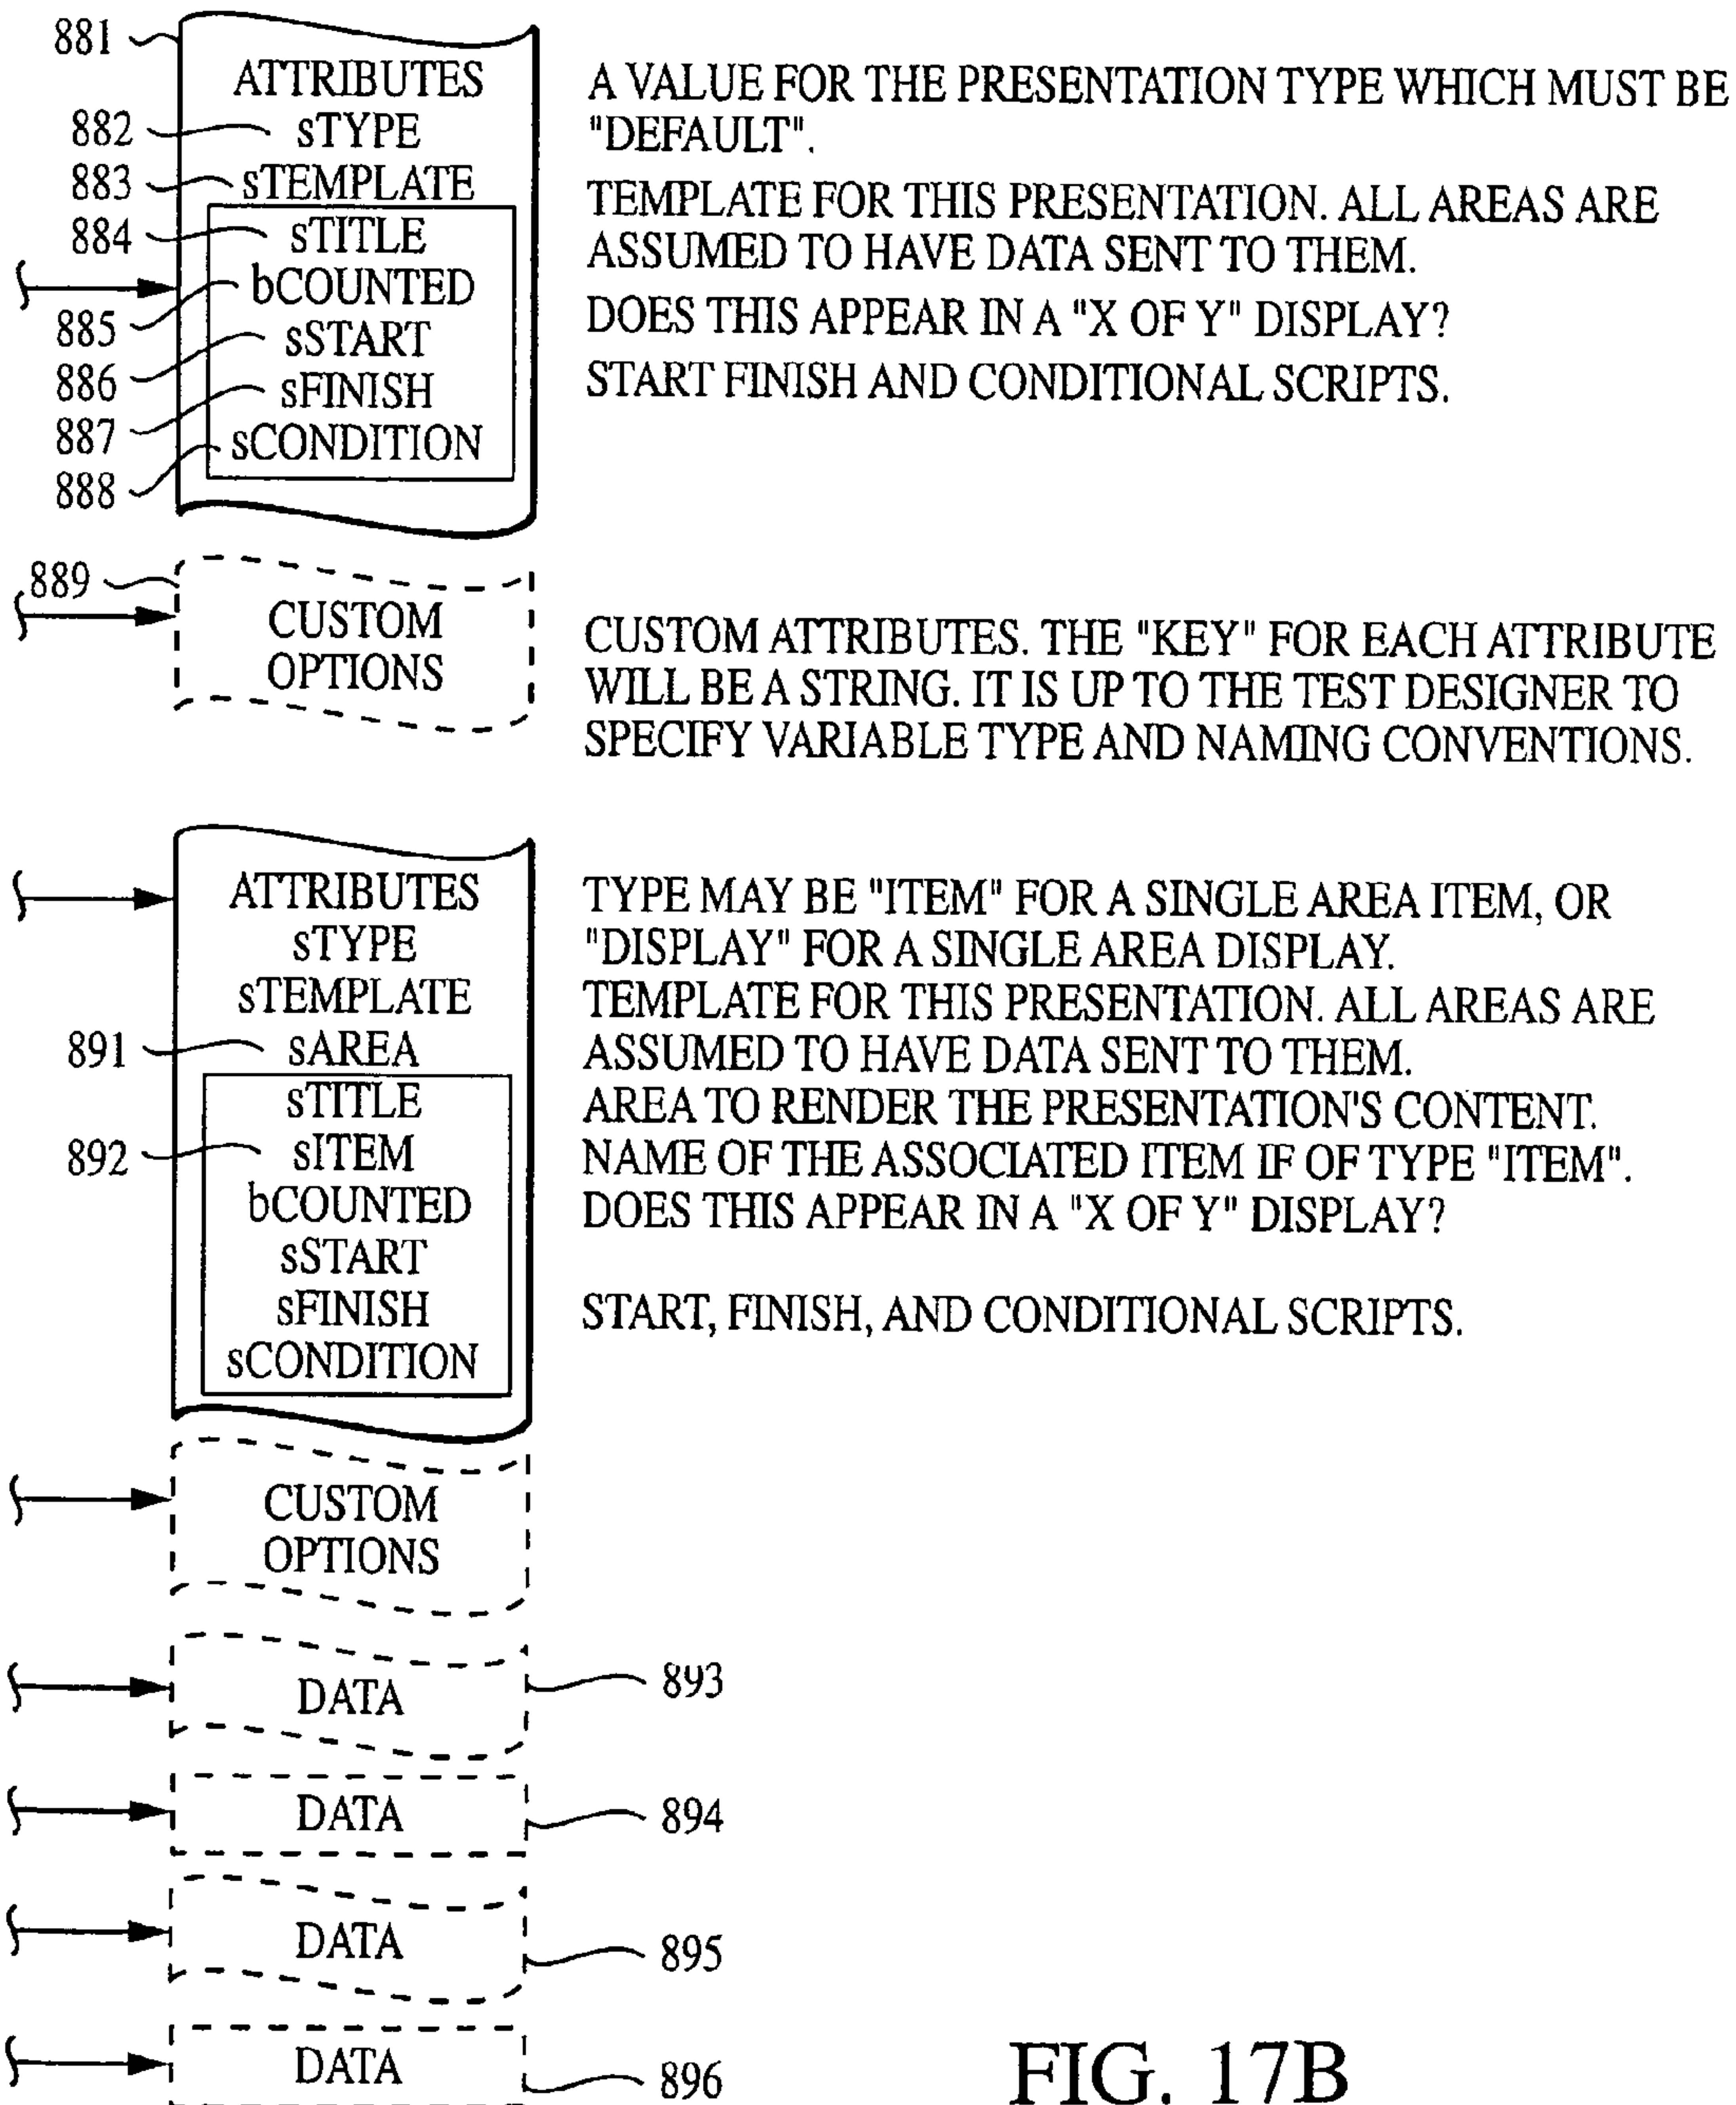 881
ATTRIBUTES
882
sTYPE
883
sTEMPLATE
884
sTITLE
bCOUNTED
885
sSTART
886
sFINISH
887
sCONDITION
888
A VALUE FOR THE PRESENTATION TYPE WHICH MUST BE
"DEFAULT".
TEMPLATE FOR THIS PRESENTATION. ALL AREAS ARE
ASSUMED TO HAVE DATA SENT TO THEM.
DOES THIS APPEAR IN A "X OF Y" DISPLAY?
START FINISH AND CONDITIONAL SCRIPTS.
889
CUSTOM
OPTIONS
CUSTOM ATTRIBUTES. THE "KEY" FOR EACH ATTRIBUTE
WILL BE A STRING. IT IS UP TO THE TEST DESIGNER TO
SPECIFY VARIABLE TYPE AND NAMING CONVENTIONS.
ATTRIBUTES
sTYPE
sTEMPLATE
891
sAREA
sTITLE
892
sITEM
bCOUNTED
sSTART
sFINISH
sCONDITION
TYPE MAY BE "ITEM" FOR A SINGLE AREA ITEM, OR
"DISPLAY" FOR A SINGLE AREA DISPLAY.
TEMPLATE FOR THIS PRESENTATION. ALL AREAS ARE
ASSUMED TO HAVE DATA SENT TO THEM.
AREA TO RENDER THE PRESENTATION'S CONTENT.
NAME OF THE ASSOCIATED ITEM IF OF TYPE "ITEM".
DOES THIS APPEAR IN A "X OF Y" DISPLAY?
START, FINISH, AND CONDITIONAL SCRIPTS.
CUSTOM
OPTIONS
DATA
893
DATA
894
DATA
895
DATA
896
FIG. 17B